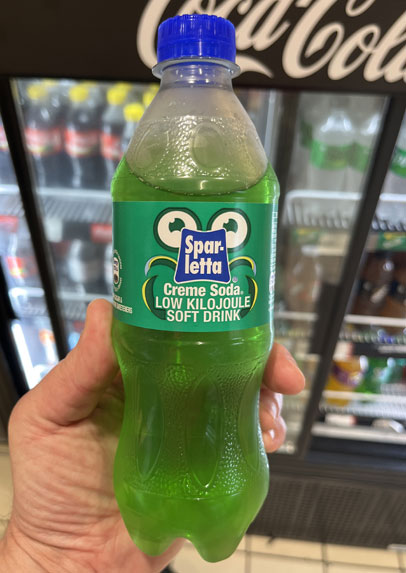 Coca-Cola
Spar-
letta®
Creme Soda®
LOW KILOJOULE
SOFT DRINK